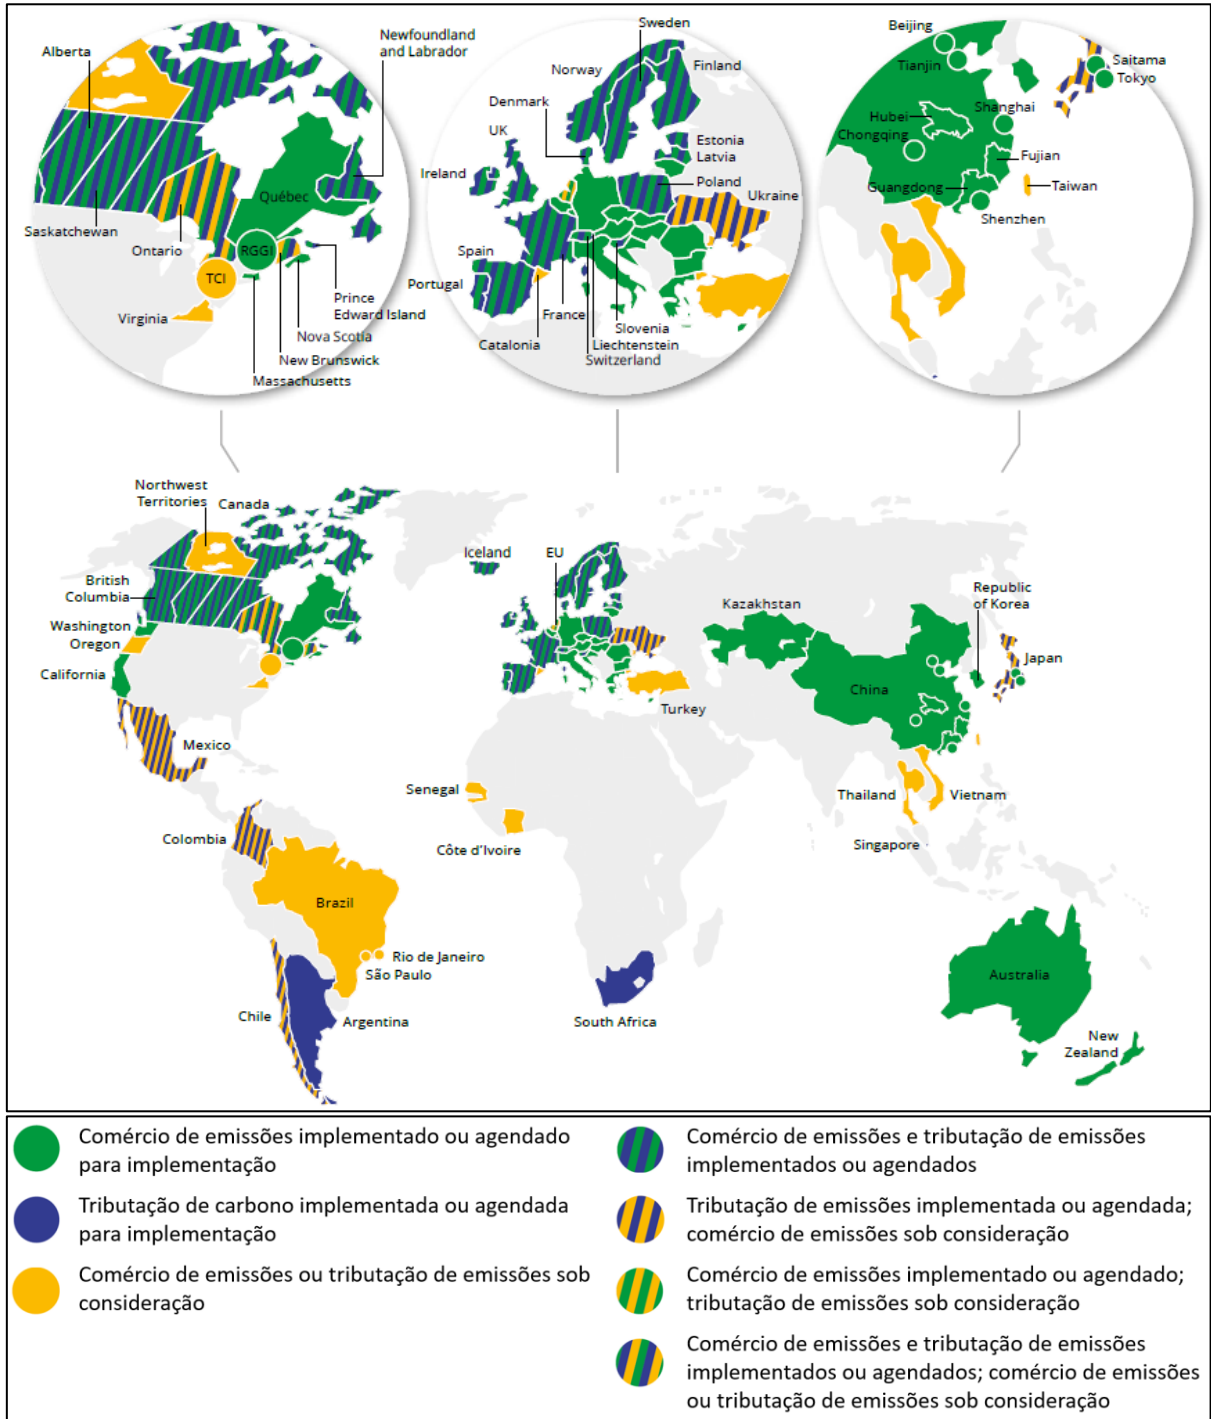 Alberta
Newfoundland
and Labrador
Québec
Saskatchewan
Ontario
RGGI
TCI
Virginia
Prince
Edward Island
Nova Scotia
New Brunswick
Massachusetts
Sweden
Norway
Finland
Denmark
UK
Estonia
Latvia
Ireland
Poland
Ukraine
Spain
Portugal
France
Slovenia
Catalonia
Liechtenstein
Switzerland
Beijing
Tianjin
Saitama
Tokyo
Shanghai
Hubei
Chongqing
Fujian
Guangdong
Taiwan
Shenzhen
Northwest
Territories
Canada
British
Columbia
Washington
Oregon
California
Mexico
Iceland
EU
Kazakhstan
Republic
of Korea
Japan
China
Turkey
Senegal
Côte d'Ivoire
Thailand
Vietnam
Singapore
Colombia
Brazil
Rio de Janeiro
São Paulo
Chile
Argentina
South Africa
Australia
New
Zealand
Comércio de emissões implementado ou agendado
para implementação
Tributação de carbono implementada ou agendada
para implementação
Comércio de emissões ou tributação de emissões sob
consideração
Comércio de emissões e tributação de emissões
implementados ou agendados
Tributação de emissões implementada ou agendada;
comércio de emissões sob consideração
Comércio de emissões implementado ou agendado;
tributação de emissões sob consideração
Comércio de emissões e tributação de emissões
implementados ou agendados; comércio de emissões
ou tributação de emissões sob consideração